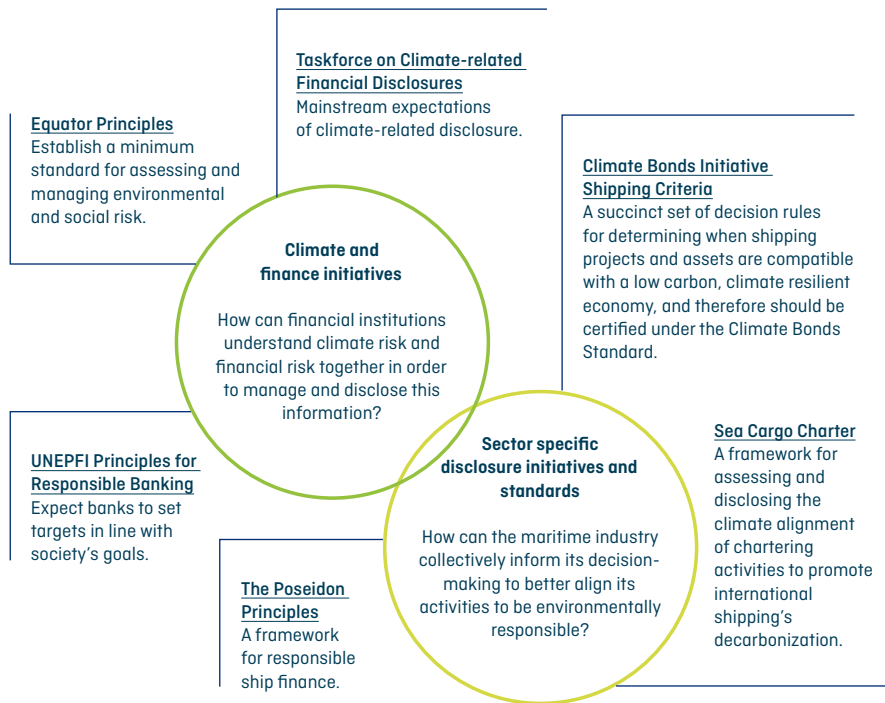 Taskforce on Climate-related
Financial Disclosures
Mainstream expectations
of climate-related disclosure.
Equator Principles
Establish a minimum
standard for assessing and
managing environmental
and social risk.
Climate Bonds Initiative
Shipping Criteria
A succinct set of decision rules
for determining when shipping
projects and assets are compatible
with a low carbon, climate resilient
economy, and therefore should be
certified under the Climate Bonds
Standard.
Climate and
finance initiatives
How can financial institutions
understand climate risk and
financial risk together in order
to manage and disclose this
information?
UNEPFI Principles for
Responsible Banking
Expect banks to set
targets in line with
society's goals.
Sector specific
disclosure initiatives and
standards
How can the maritime industry
collectively inform its decision-
making to better align its
activities to be environmentally
responsible?
Sea Cargo Charter
A framework for
assessing and
disclosing the
climate alignment
of chartering
activities to promote
international
shipping's
decarbonization.
The Poseidon
Principles
A framework
for responsible
ship finance.